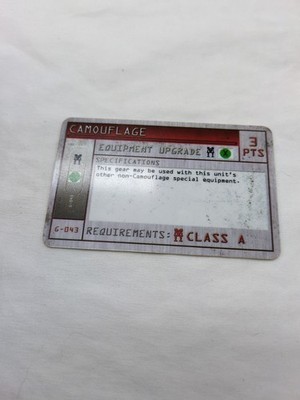 CAMOUFLAGE
3
PTS
EQUIPMENT UPGRADE
SPECIFICATIONS
This gear may be used with this unit's
other non-Camouflage special equipment.
G-043
REQUIREMENTS: CLASS A